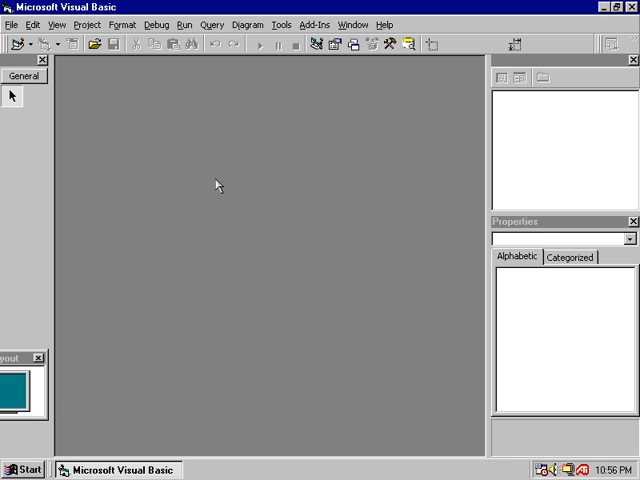 Microsoft Visual Basic
File Edit View Project Format Debug Run Query Diagram Tools Add-Ins Window Help
General
Properties
Alphabetic Categorized
yout
Start Microsoft Visual Basic 10:56 PM